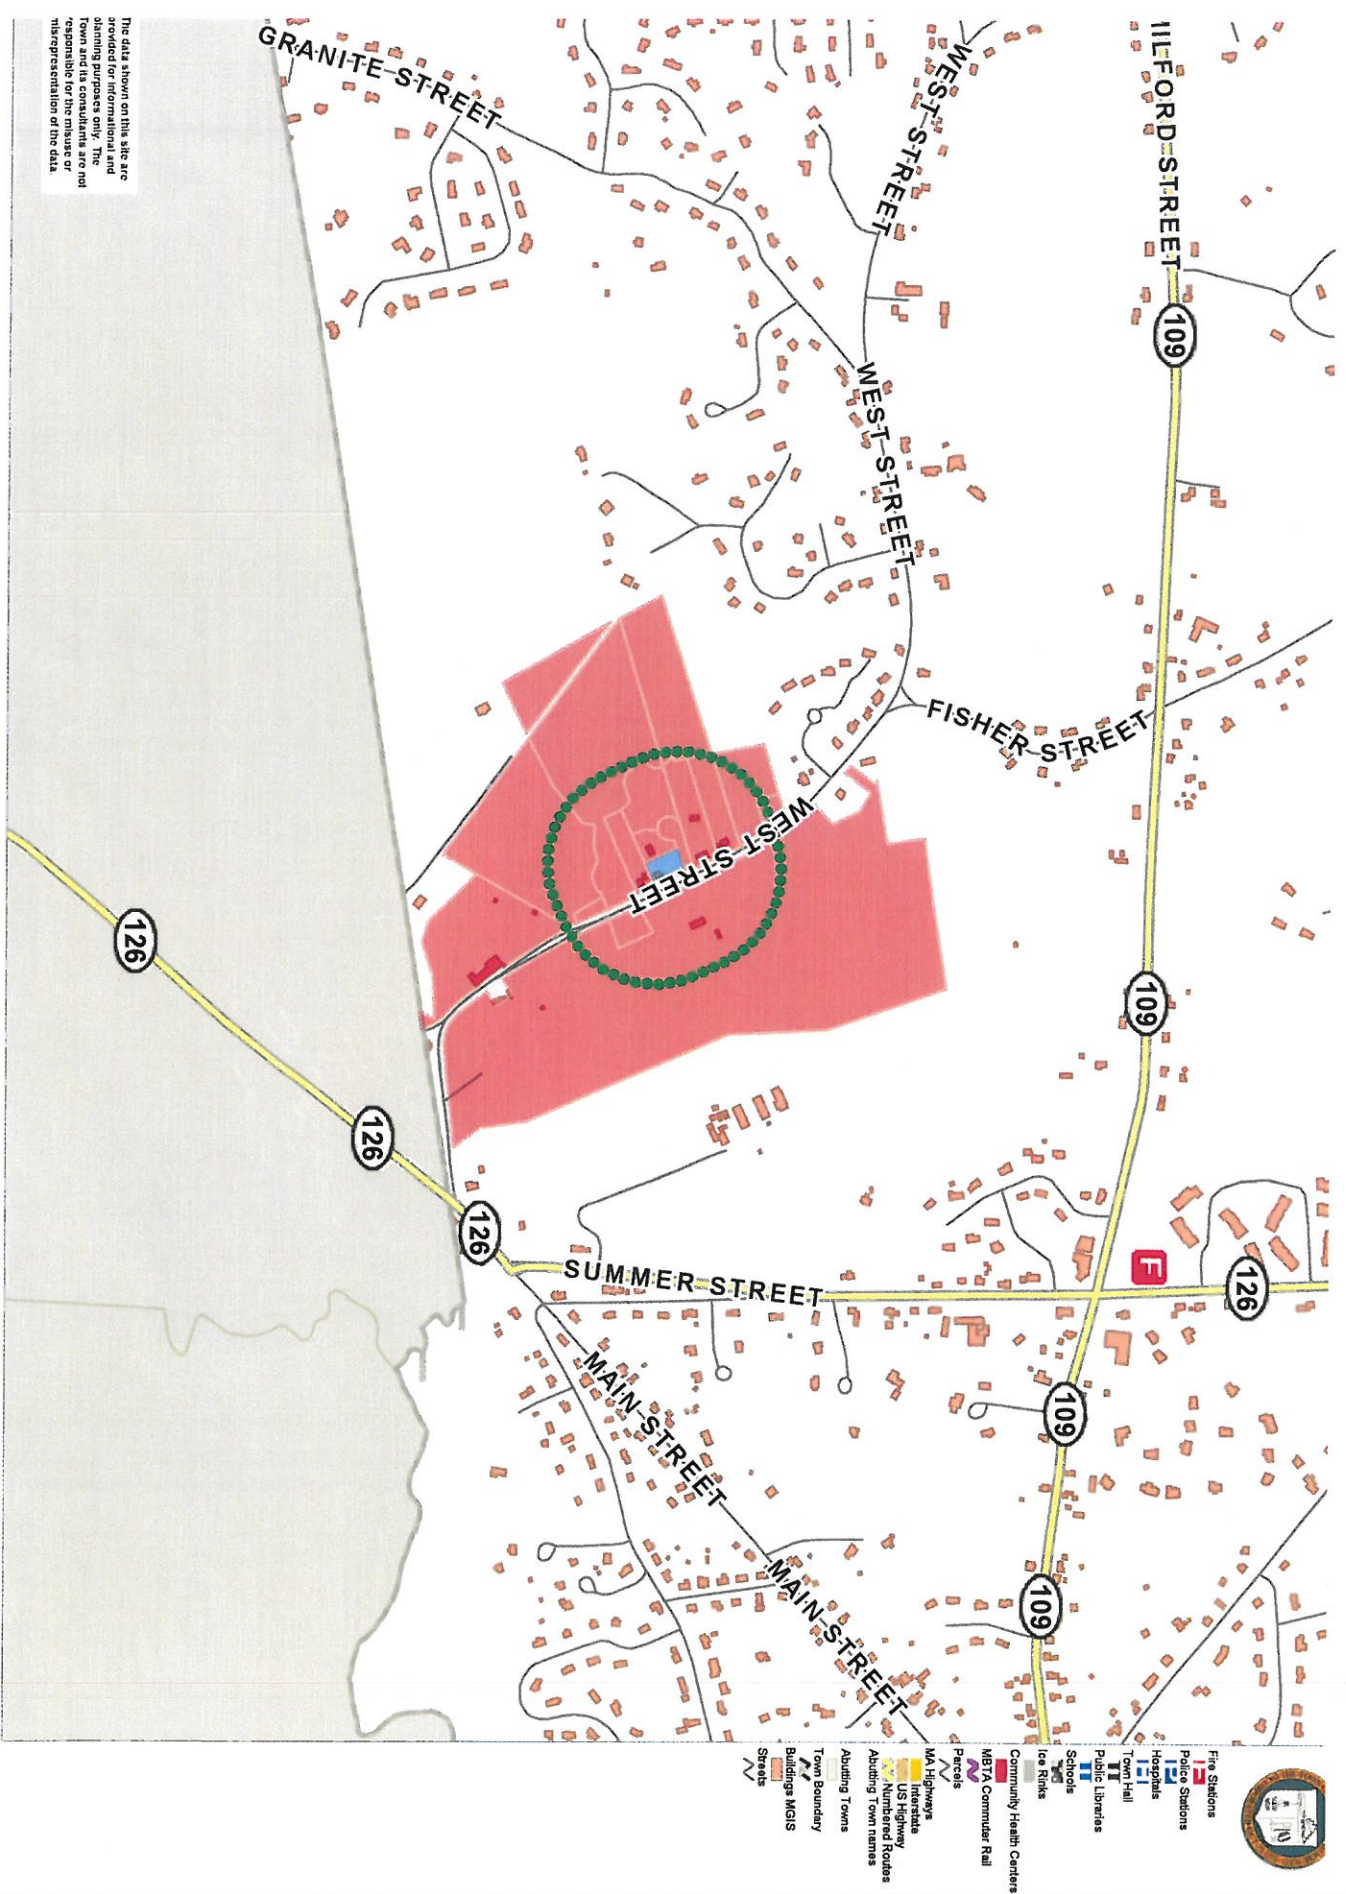 GRANITE STREET
WEST STREET
MILFORD STREET
109
WEST STREET
FISHER STREET
WEST STREET
109
126
126
126
SUMMER STREET
F
126
MAIN STREET
109
MAIN STREET
109
The data shown on this site are
provided for informational and
planning purposes only. The
Town and its consultants are not
responsible for the misuse or
misrepresentation of the data.
Fire Stations
Police Stations
Hospitals
Town Hall
Public Libraries
Schools
Ice Rinks
Community Health Centers
MBTA Commuter Rail
Parcels
MA Highways
Interstate
US Highway
Numbered Routes
Abutting Town names
Abutting Towns
Town Boundary
Buildings MGIS
Streets